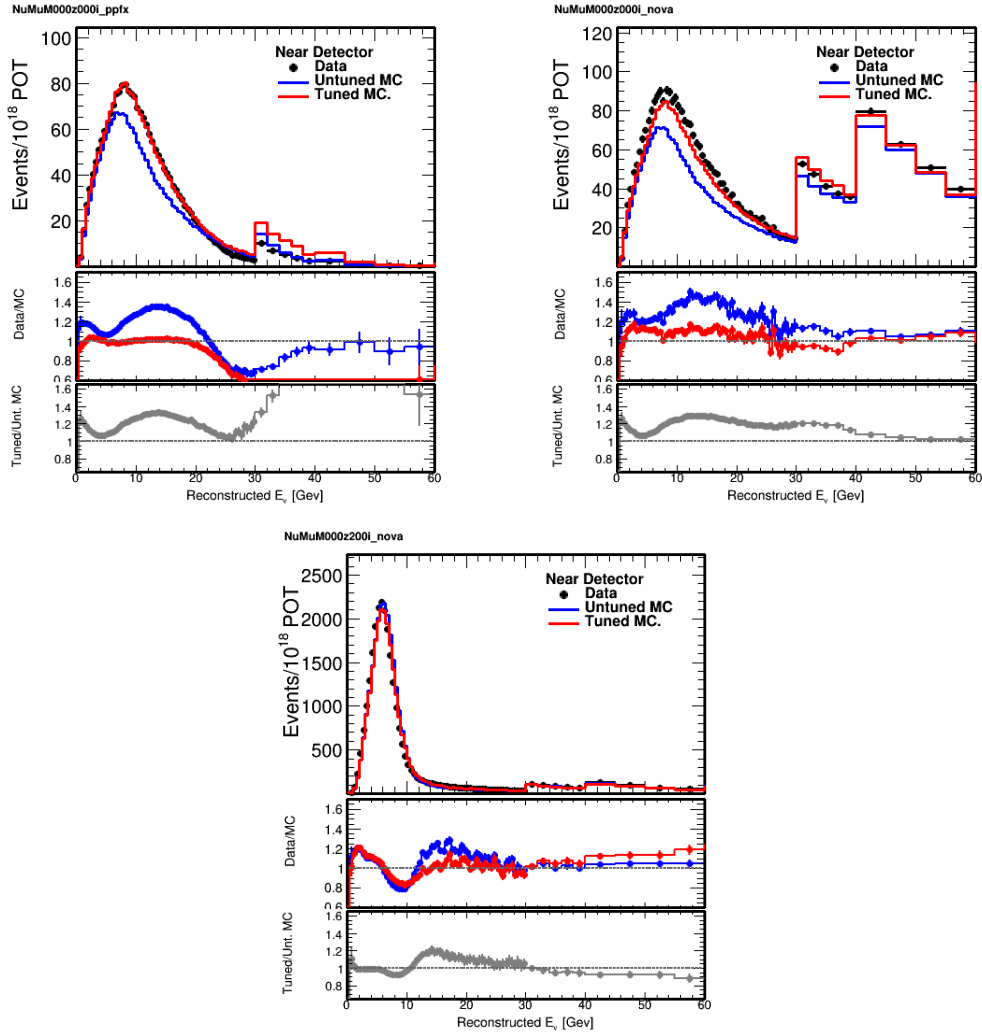 NuMuM000z000i_ppfx
Events/10^18 POT
100
80
60
40
20
Near Detector
Data
Untuned MC
Tuned MC.
Data/MC
1.6
1.4
1.2
1
0.8
0.6
Tuned/Unt. MC
1.6
1.4
1.2
1
0.8
0 10 20 30 40 50 60
Reconstructed E_ν [Gev]
NuMuM000z000i_nova
Events/10^18 POT
120
100
80
60
40
20
Near Detector
Data
Untuned MC
Tuned MC.
Data/MC
1.6
1.4
1.2
1
0.8
0.6
Tuned/Unt. MC
1.6
1.4
1.2
1
0.8
0 10 20 30 40 50 60
Reconstructed E_ν [Gev]
NuMuM000z200i_nova
Events/10^18 POT
2500
2000
1500
1000
500
Near Detector
Data
Untuned MC
Tuned MC.
Data/MC
1.6
1.4
1.2
1
0.8
0.6
Tuned/Unt. MC
1.6
1.4
1.2
1
0.8
0 10 20 30 40 50 60
Reconstructed E_ν [Gev]